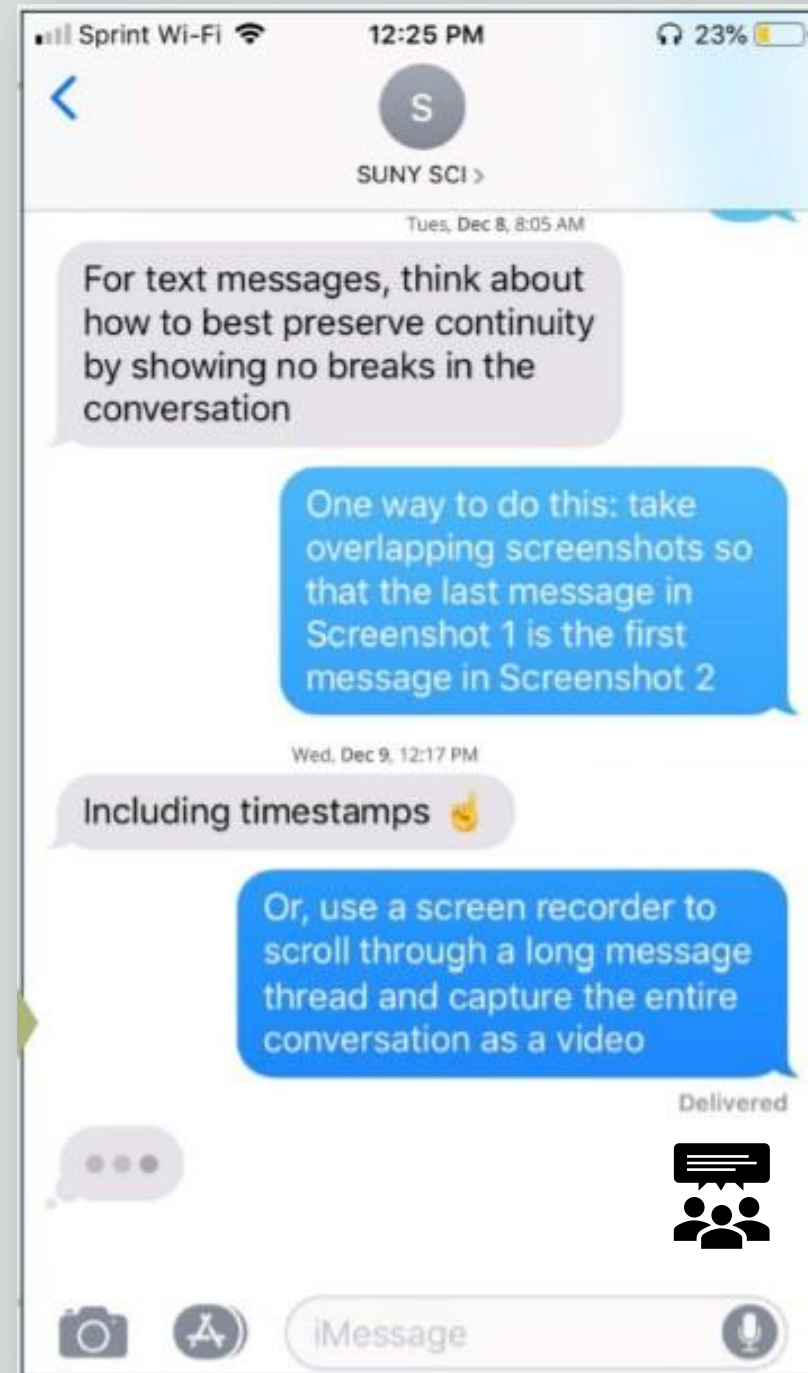 Sprint Wi-Fi 12:25 PM 23%
S
SUNY SCI >
Tues, Dec 8, 8:05 AM
For text messages, think about
how to best preserve continuity
by showing no breaks in the
conversation
One way to do this: take
overlapping screenshots so
that the last message in
Screenshot 1 is the first
message in Screenshot 2
Wed, Dec 9, 12:17 PM
Including timestamps ☝️
Or, use a screen recorder to
scroll through a long message
thread and capture the entire
conversation as a video
Delivered
iMessage